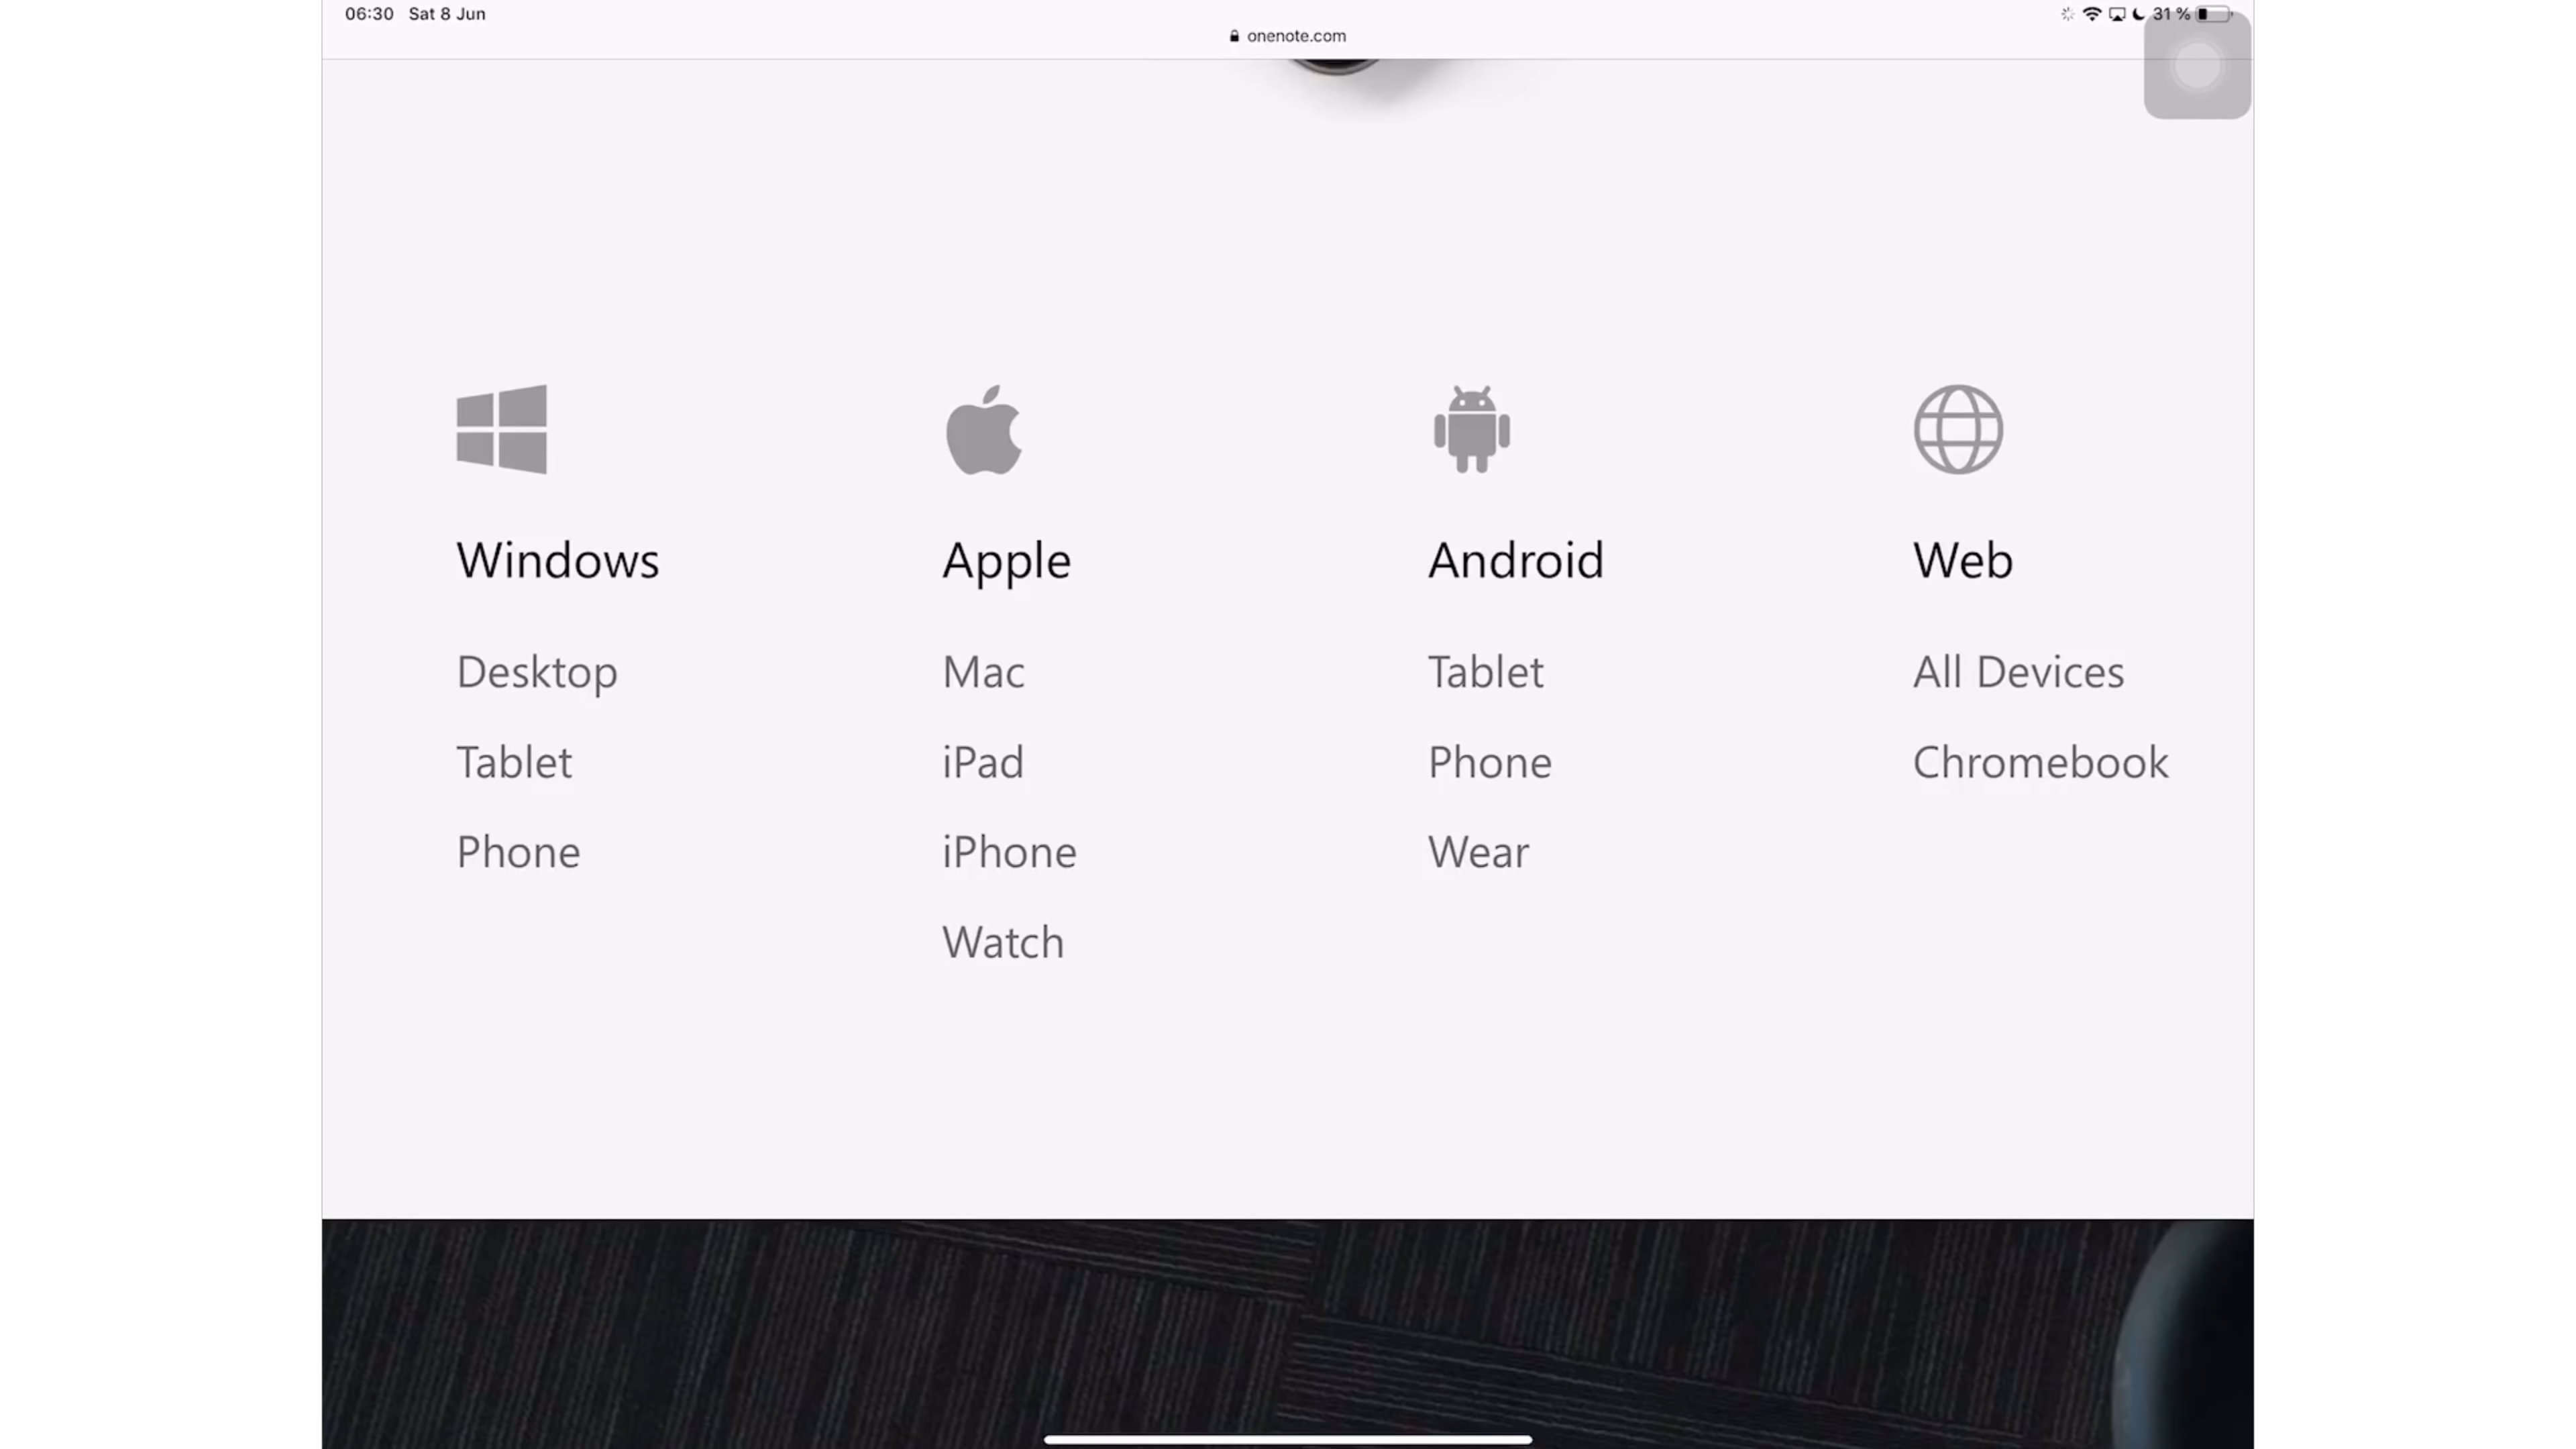 06:30 Sat 8 Jun
31 %
onenote.com
Windows
Desktop
Tablet
Phone
Apple
Mac
iPad
iPhone
Watch
Android
Tablet
Phone
Wear
Web
All Devices
Chromebook